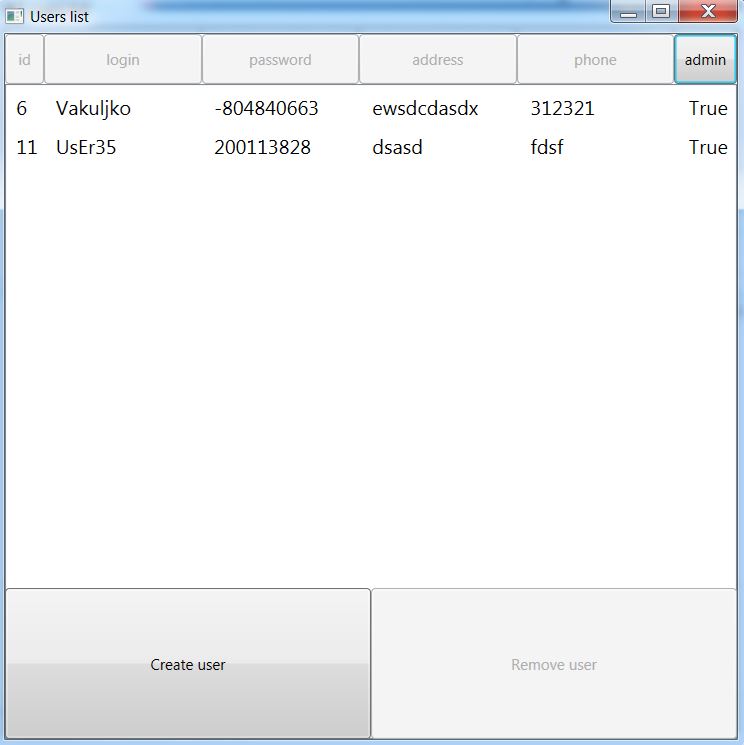 Users list
id login password address phone admin
6 Vakuljko -804840663 ewsdcdasdx 312321 True
11 UsEr35 200113828 dsasd fdsf True
Create user Remove user